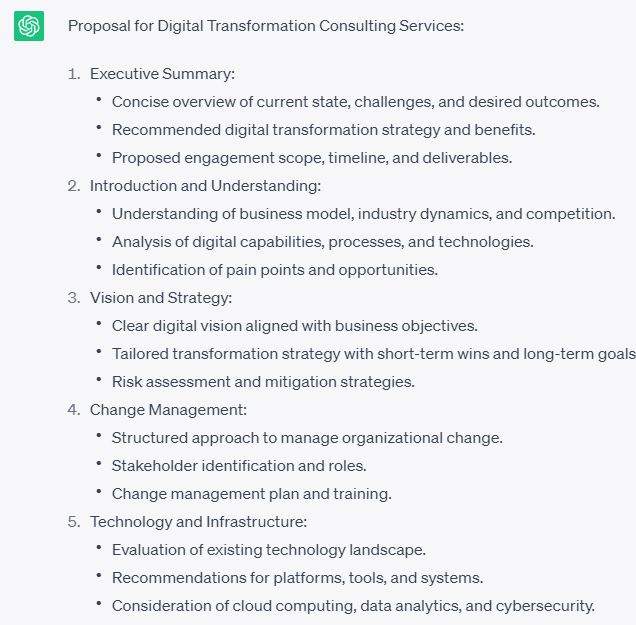 Proposal for Digital Transformation Consulting Services:
1. Executive Summary:
• Concise overview of current state, challenges, and desired outcomes.
• Recommended digital transformation strategy and benefits.
• Proposed engagement scope, timeline, and deliverables.
2. Introduction and Understanding:
• Understanding of business model, industry dynamics, and competition.
• Analysis of digital capabilities, processes, and technologies.
• Identification of pain points and opportunities.
3. Vision and Strategy:
• Clear digital vision aligned with business objectives.
• Tailored transformation strategy with short-term wins and long-term goals
• Risk assessment and mitigation strategies.
4. Change Management:
• Structured approach to manage organizational change.
• Stakeholder identification and roles.
• Change management plan and training.
5. Technology and Infrastructure:
• Evaluation of existing technology landscape.
• Recommendations for platforms, tools, and systems.
• Consideration of cloud computing, data analytics, and cybersecurity.